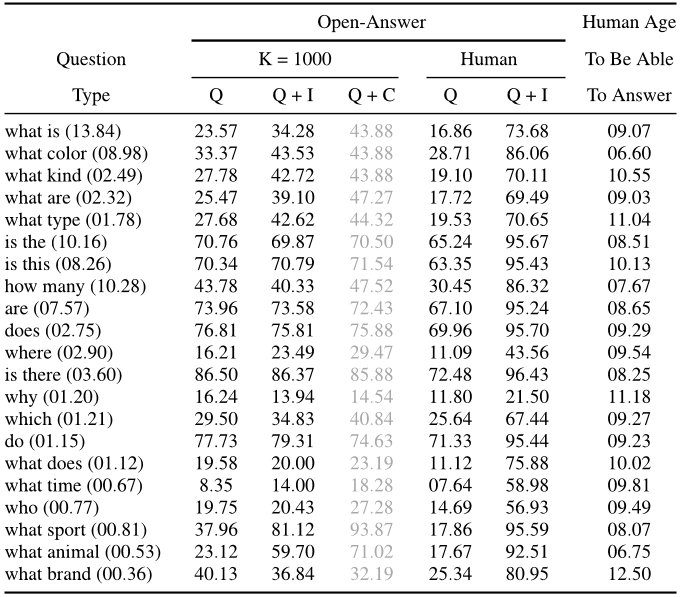 Open-Answer Human Age
Question K = 1000 Human To Be Able
Type Q Q + I Q + C Q Q + I To Answer
what is (13.84) 23.57 34.28 43.88 16.86 73.68 09.07
what color (08.98) 33.37 43.53 43.88 28.71 86.06 06.60
what kind (02.49) 27.78 42.72 43.88 19.10 70.11 10.55
what are (02.32) 25.47 39.10 47.27 17.72 69.49 09.03
what type (01.78) 27.68 42.62 44.32 19.53 70.65 11.04
is the (10.16) 70.76 69.87 70.50 65.24 95.67 08.51
is this (08.26) 70.34 70.79 71.54 63.35 95.43 10.13
how many (10.28) 43.78 40.33 47.52 30.45 86.32 07.67
are (07.57) 73.96 73.58 72.43 67.10 95.24 08.65
does (02.75) 76.81 75.81 75.88 69.96 95.70 09.29
where (02.90) 16.21 23.49 29.47 11.09 43.56 09.54
is there (03.60) 86.50 86.37 85.88 72.48 96.43 08.25
why (01.20) 16.24 13.94 14.54 11.80 21.50 11.18
which (01.21) 29.50 34.83 40.84 25.64 67.44 09.27
do (01.15) 77.73 79.31 74.63 71.33 95.44 09.23
what does (01.12) 19.58 20.00 23.19 11.12 75.88 10.02
what time (00.67) 8.35 14.00 18.28 07.64 58.98 09.81
who (00.77) 19.75 20.43 27.28 14.69 56.93 09.49
what sport (00.81) 37.96 81.12 93.87 17.86 95.59 08.07
what animal (00.53) 23.12 59.70 71.02 17.67 92.51 06.75
what brand (00.36) 40.13 36.84 32.19 25.34 80.95 12.50